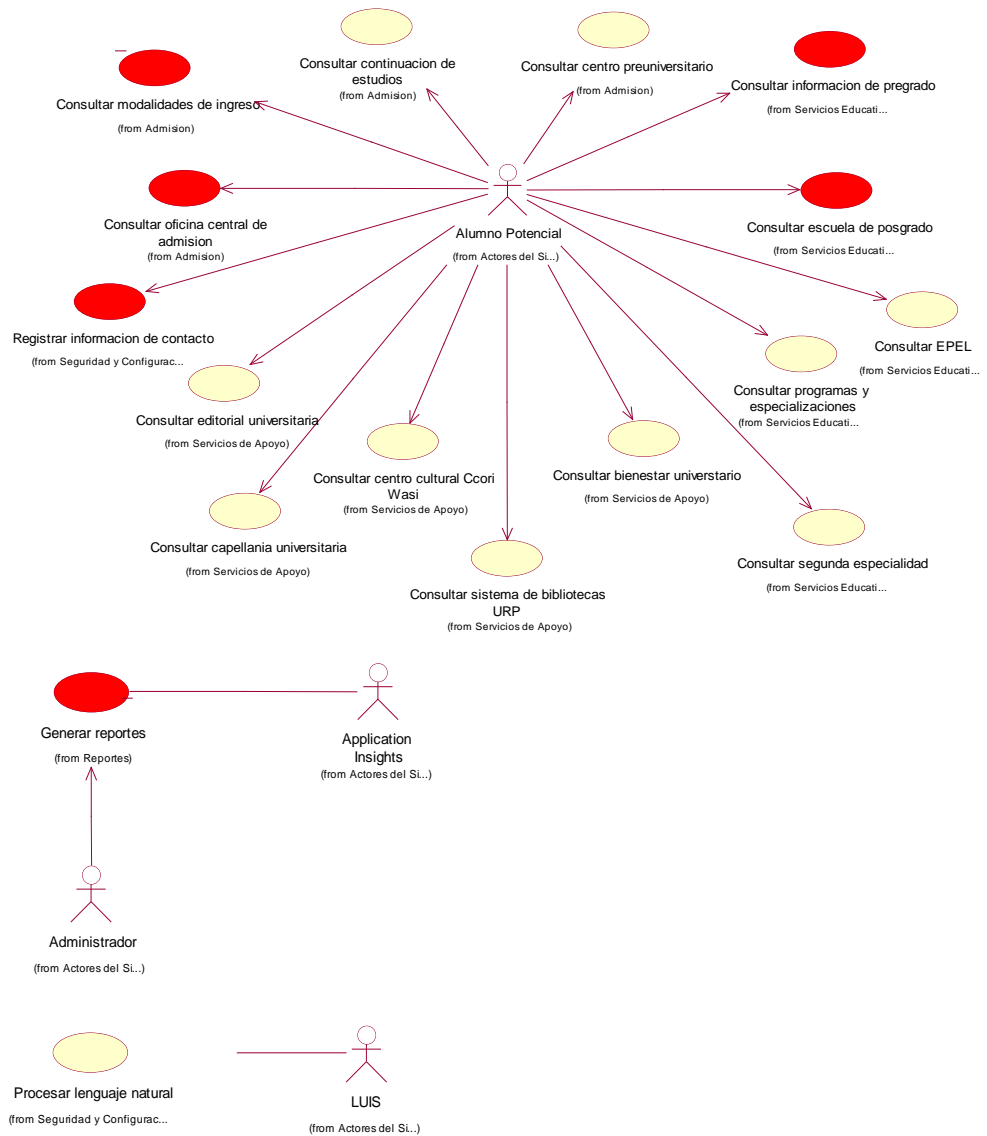 Consultar continuacion de
estudios
(from Admision)
Consultar centro preuniversitario
(from Admision)
Consultar informacion de pregrado
(from Servicios Educati...
Consultar modalidades de ingreso
(from Admision)
Consultar oficina central de
admision
(from Admision)
Alumno Potencial
(from Actores del Si...)
Consultar escuela de posgrado
(from Servicios Educati...
Registrar informacion de contacto
(from Seguridad y Configurac...
Consultar EPEL
(from Servicios Educati...
Consultar programas y
especializaciones
(from Servicios Educati...
Consultar editorial universitaria
(from Servicios de Apoyo)
Consultar centro cultural Ccori
Wasi
(from Servicios de Apoyo)
Consultar bienestar universtario
(from Servicios de Apoyo)
Consultar capellania universitaria
(from Servicios de Apoyo)
Consultar segunda especialidad
(from Servicios Educati...
Consultar sistema de bibliotecas
URP
(from Servicios de Apoyo)
Generar reportes
(from Reportes)
Application
Insights
(from Actores del Si...)
Administrador
(from Actores del Si...)
Procesar lenguaje natural
(from Seguridad y Configurac...
LUIS
(from Actores del Si...)